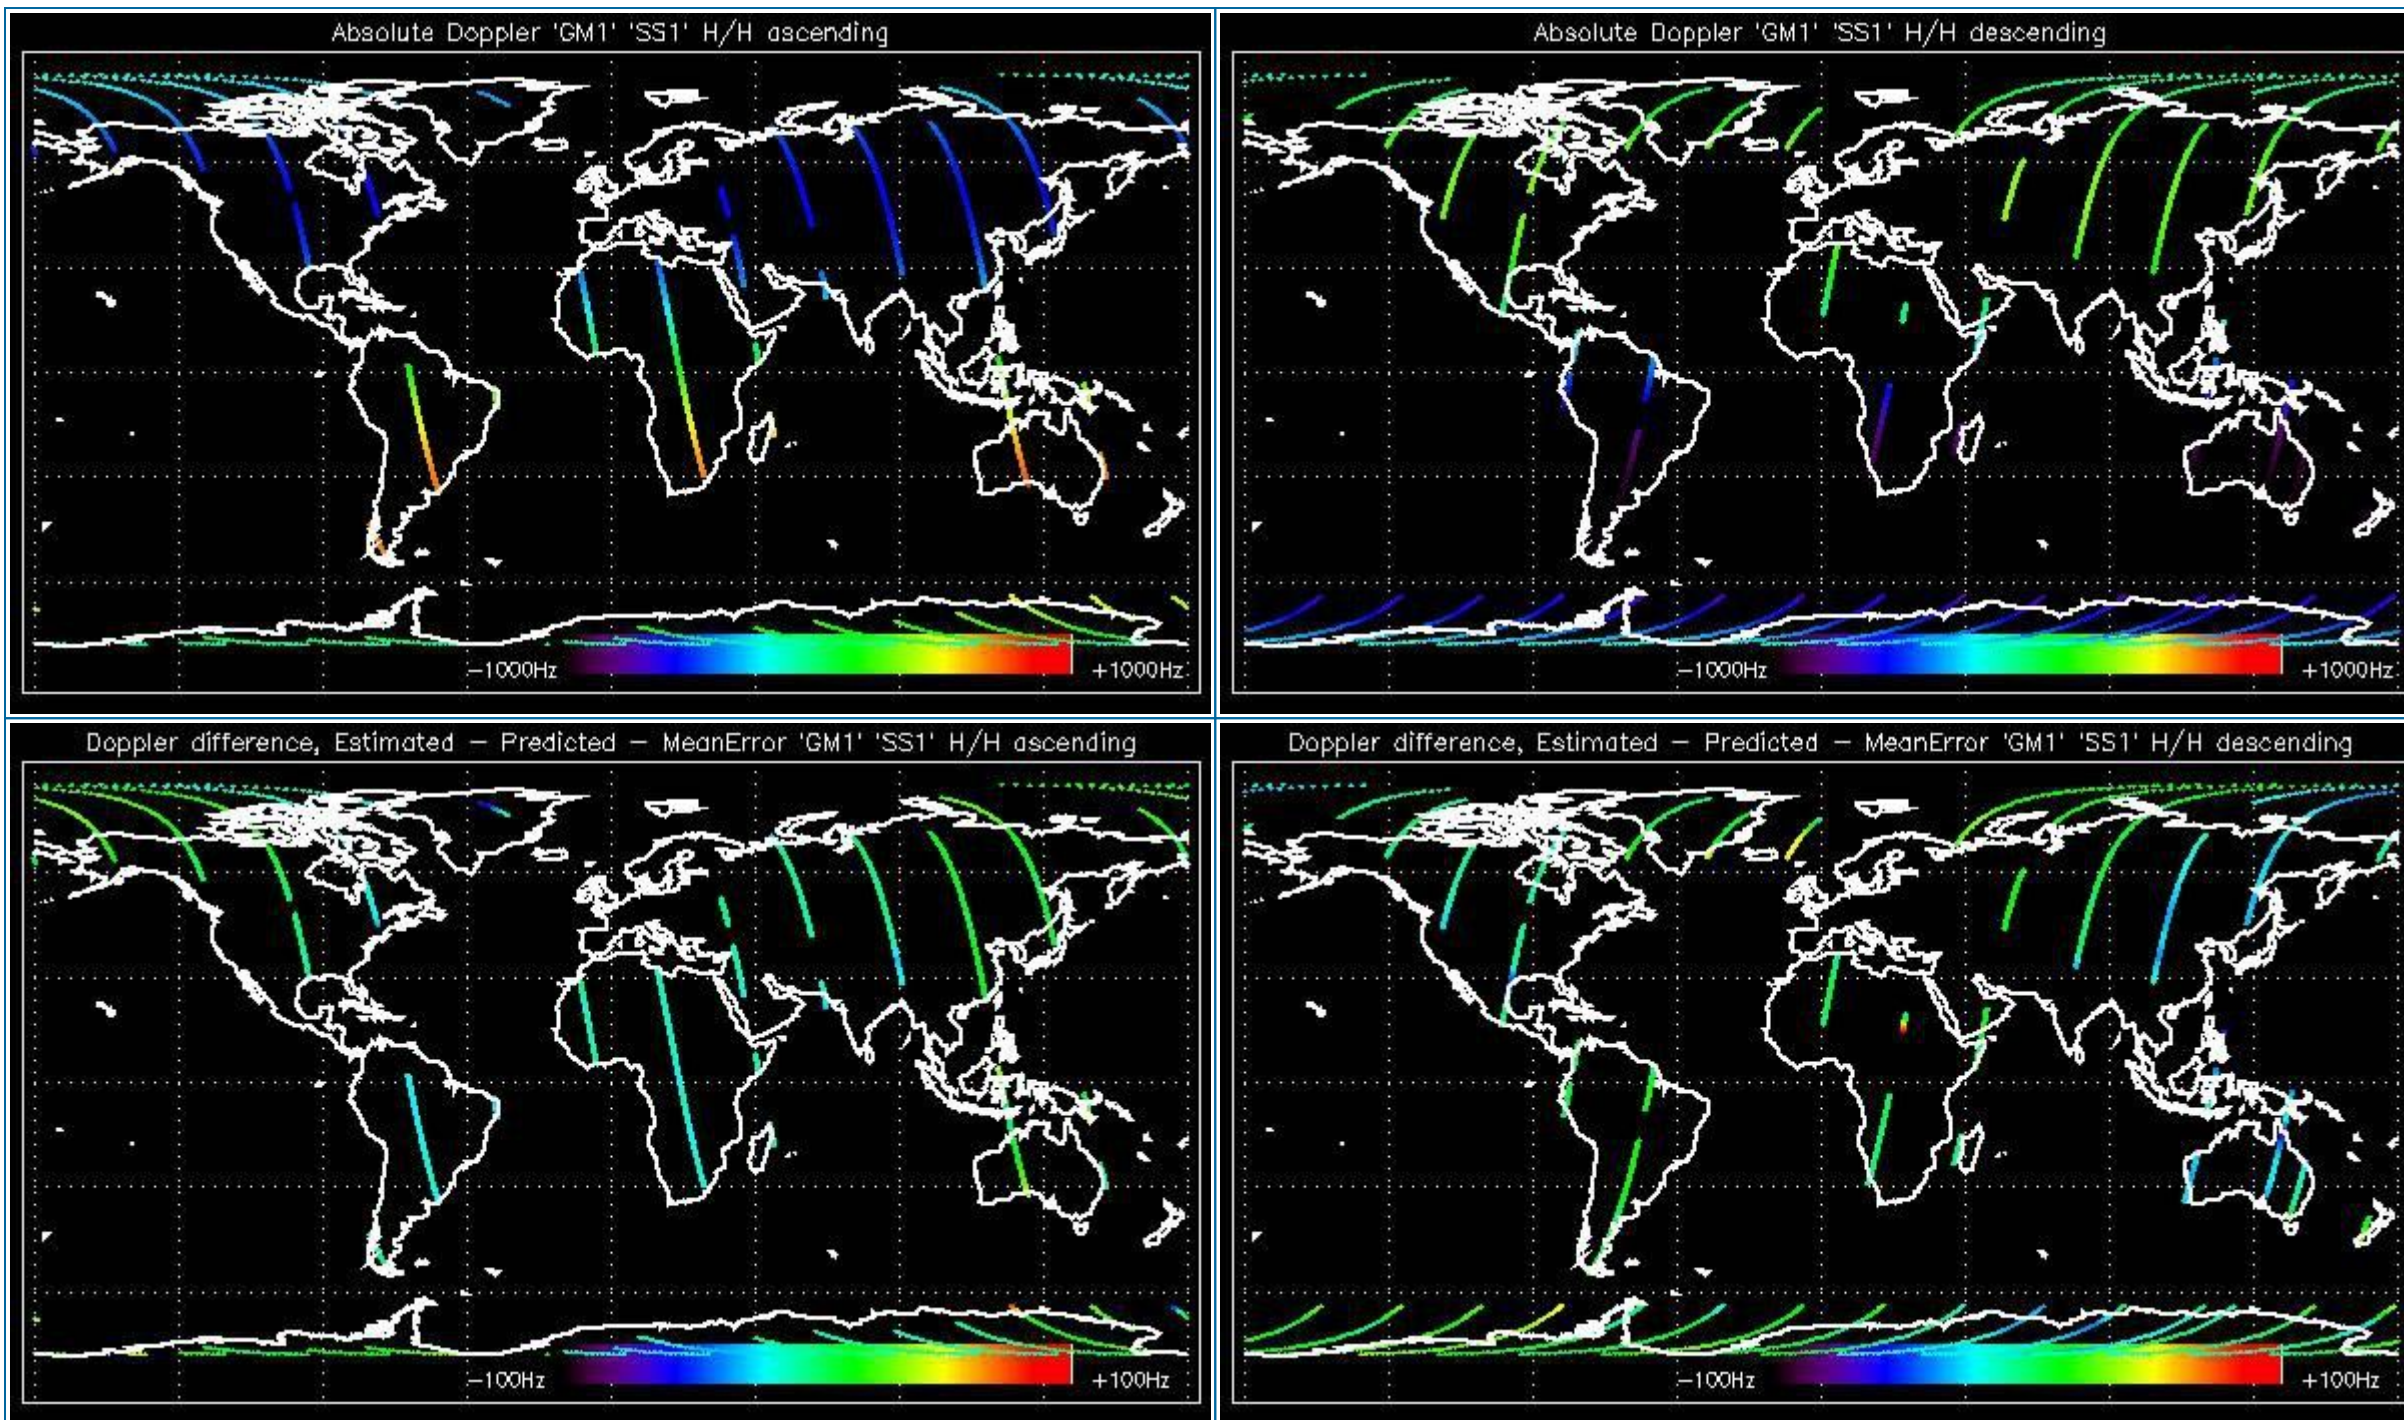 Absolute Doppler 'GM1' 'SS1' H/H ascending
−1000Hz
+1000Hz
Absolute Doppler 'GM1' 'SS1' H/H descending
−1000Hz
+1000Hz
Doppler difference, Estimated − Predicted − MeanError 'GM1' 'SS1' H/H ascending
−100Hz
+100Hz
Doppler difference, Estimated − Predicted − MeanError 'GM1' 'SS1' H/H descending
−100Hz
+100Hz